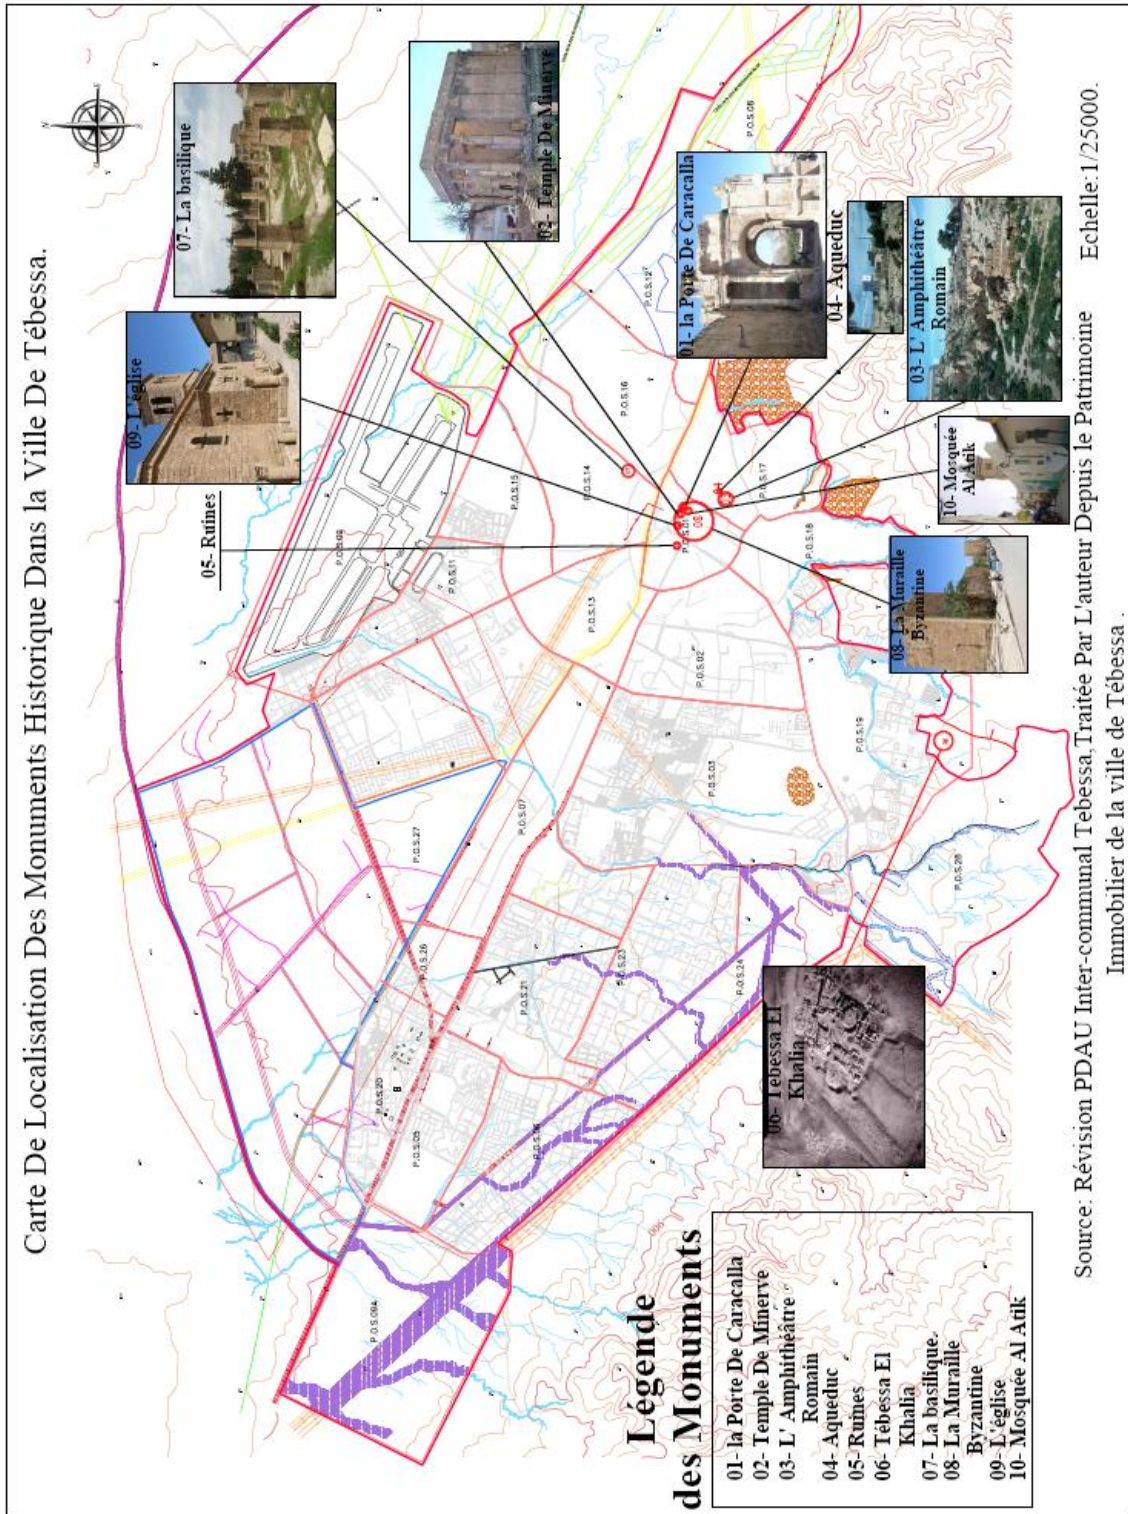 Carte De Localisation Des Monuments Historique Dans la Ville De Tébessa.
07- La basilique
09- L'église
05- Ruines
02- Temple De Minerve
01- la Porte De Caracalla
04- Aqueduc
03- L' Amphithéâtre
Romain
10- Mosquée
Al Atik
08- La Muraille
Byzantine
06- Tébessa El
Khalia
P.O.S.08
P.O.S.12
P.O.S.16
P.O.S.14
P.O.S.15
P.O.S.09
P.O.S.11
P.O.S.13
P.O.S.01
P.O.S.17
P.O.S.18
P.O.S.02
P.O.S.19
P.O.S.03
P.O.S.07
P.O.S.27
P.O.S.26
P.O.S.21
P.O.S.23
P.O.S.24
P.O.S.28
P.O.S.20
P.O.S.05
P.O.S.09A
Légende
des Monuments
01- la Porte De Caracalla
02- Temple De Minerve
03- L' Amphithéâtre
Romain
04- Aqueduc
05- Ruines
06- Tébessa El
Khalia
07- La basilique.
08- La Muraille
Byzantine
09- L'église
10- Mosquée Al Atik
Source: Révision PDAU Inter-communal Tebessa,Traitée Par L'auteur Depuis le Patrimoine Echelle:1/25000.
Immobilier de la ville de Tébessa .